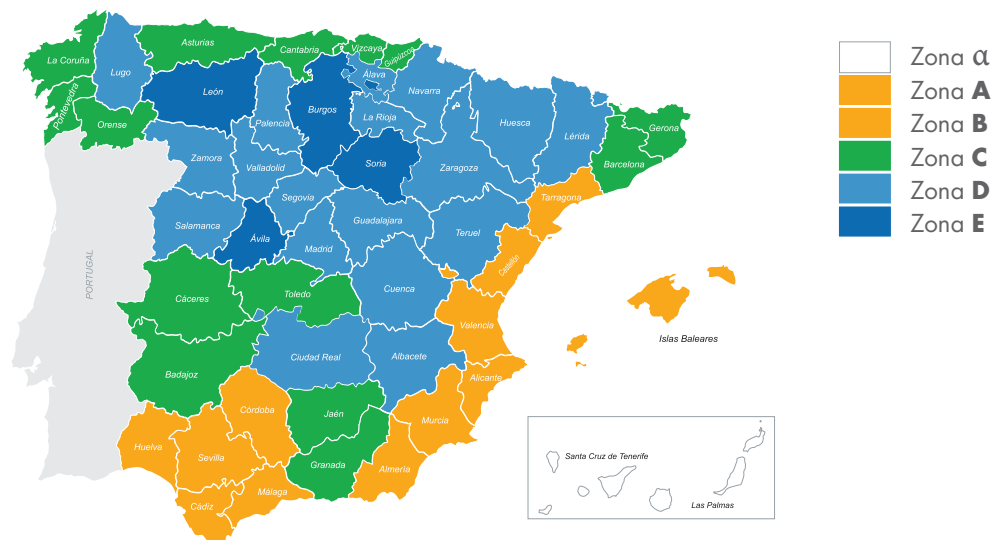 La Coruña
Lugo
Asturias
Cantabria
Vizcaya
Guipúzcoa
Pontevedra
Orense
León
Palencia
Burgos
Álava
Navarra
La Rioja
Huesca
Lérida
Gerona
Barcelona
Zamora
Valladolid
Soria
Zaragoza
Tarragona
Salamanca
Ávila
Segovia
Madrid
Guadalajara
Teruel
Castellón
PORTUGAL
Cáceres
Toledo
Cuenca
Valencia
Islas Baleares
Badajoz
Ciudad Real
Albacete
Alicante
Huelva
Sevilla
Córdoba
Jaén
Murcia
Cádiz
Málaga
Granada
Almería
Santa Cruz de Tenerife
Las Palmas
Zona α
Zona A
Zona B
Zona C
Zona D
Zona E